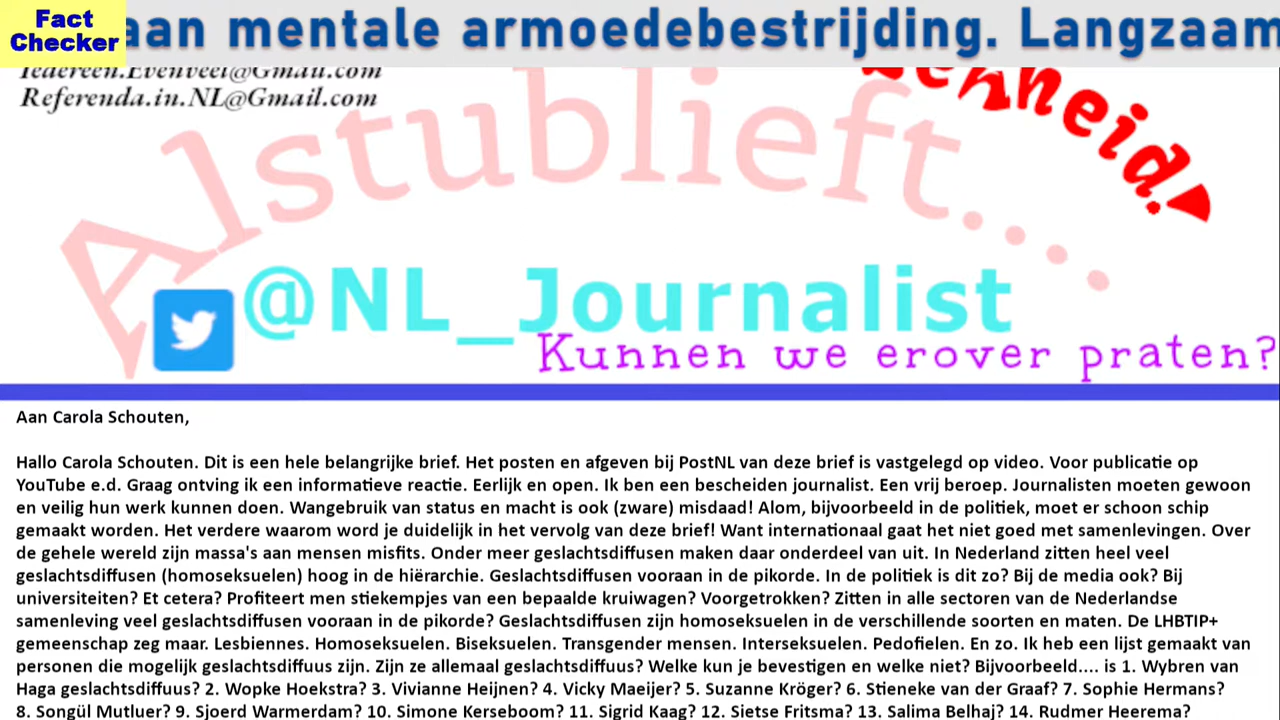 Fact
Checker
aan mentale armoedebestrijding. Langzaam
Iedereen.Evenveel@Gmail.com
Referenda.in.NL@Gmail.com
Alstublieft....
@NL_Journalist
Kunnen we erover praten?
Aan Carola Schouten,
Hallo Carola Schouten. Dit is een hele belangrijke brief. Het posten en afgeven bij PostNL van deze brief is vastgelegd op video. Voor publicatie op
YouTube e.d. Graag ontving ik een informatieve reactie. Eerlijk en open. Ik ben een bescheiden journalist. Een vrij beroep. Journalisten moeten gewoon
en veilig hun werk kunnen doen. Wangebruik van status en macht is ook (zware) misdaad! Alom, bijvoorbeeld in de politiek, moet er schoon schip
gemaakt worden. Het verdere waarom word je duidelijk in het vervolg van deze brief! Want internationaal gaat het niet goed met samenlevingen. Over
de gehele wereld zijn massa's aan mensen misfits. Onder meer geslachtsdiffusen maken daar onderdeel van uit. In Nederland zitten heel veel
geslachtsdiffusen (homoseksuelen) hoog in de hiërarchie. Geslachtsdiffusen vooraan in de pikorde. In de politiek is dit zo? Bij de media ook? Bij
universiteiten? Et cetera? Profiteert men stiekempjes van een bepaalde kruiwagen? Voorgetrokken? Zitten in alle sectoren van de Nederlandse
samenleving veel geslachtsdiffusen vooraan in de pikorde? Geslachtsdiffusen zijn homoseksuelen in de verschillende soorten en maten. De LHBTIP+
gemeenschap zeg maar. Lesbiennes. Homoseksuelen. Biseksuelen. Transgender mensen. Interseksuelen. Pedofielen. En zo. Ik heb een lijst gemaakt van
personen die mogelijk geslachtsdiffuus zijn. Zijn ze allemaal geslachtsdiffuus? Welke kun je bevestigen en welke niet? Bijvoorbeeld.... is 1. Wybren van
Haga geslachtsdiffuus? 2. Wopke Hoekstra? 3. Vivianne Heijnen? 4. Vicky Maeijer? 5. Suzanne Kröger? 6. Stieneke van der Graaf? 7. Sophie Hermans?
8. Songül Mutluer? 9. Sjoerd Warmerdam? 10. Simone Kerseboom? 11. Sigrid Kaag? 12. Sietse Fritsma? 13. Salima Belhaj? 14. Rudmer Heerema?